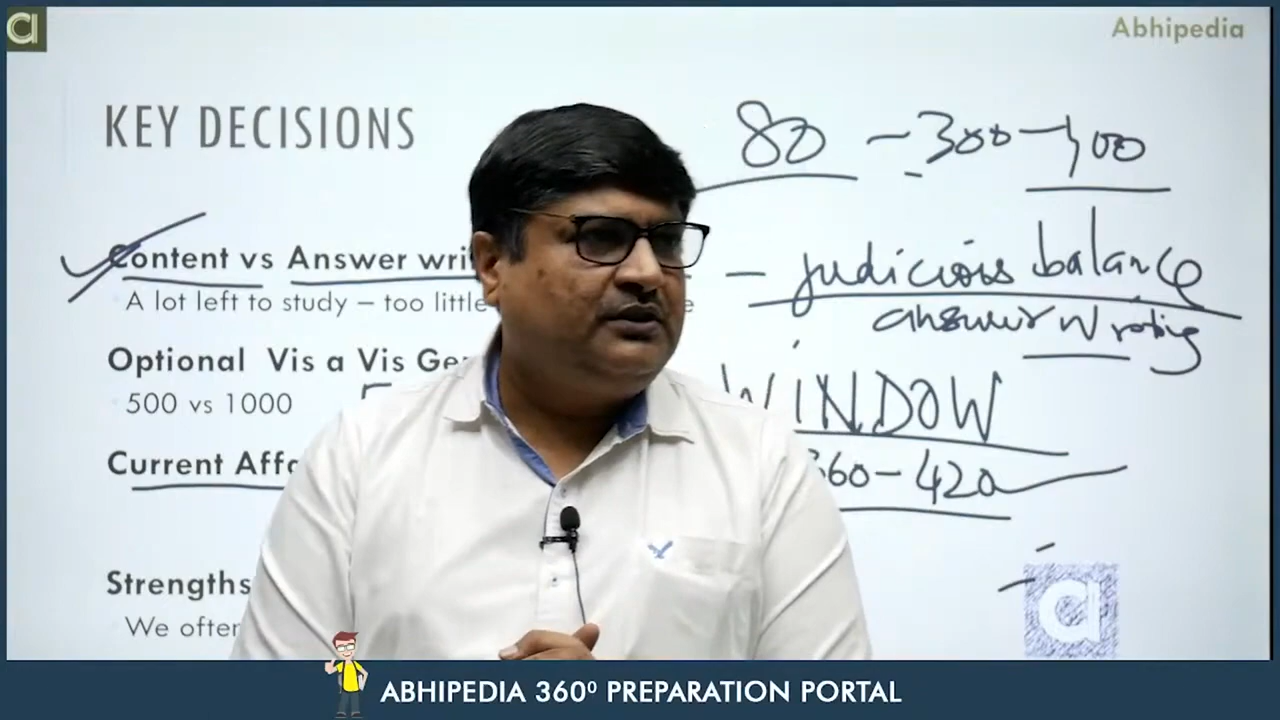 Abhipedia
KEY DECISIONS
80 - 300 - 400
Content vs Answer wri
- judicious balance
A lot left to study – too little
answer writing
Optional Vis a Vis Ge
WINDOW
500 vs 1000
Current Affa
360 - 420
Strengths
We often
ABHIPEDIA 360⁰ PREPARATION PORTAL